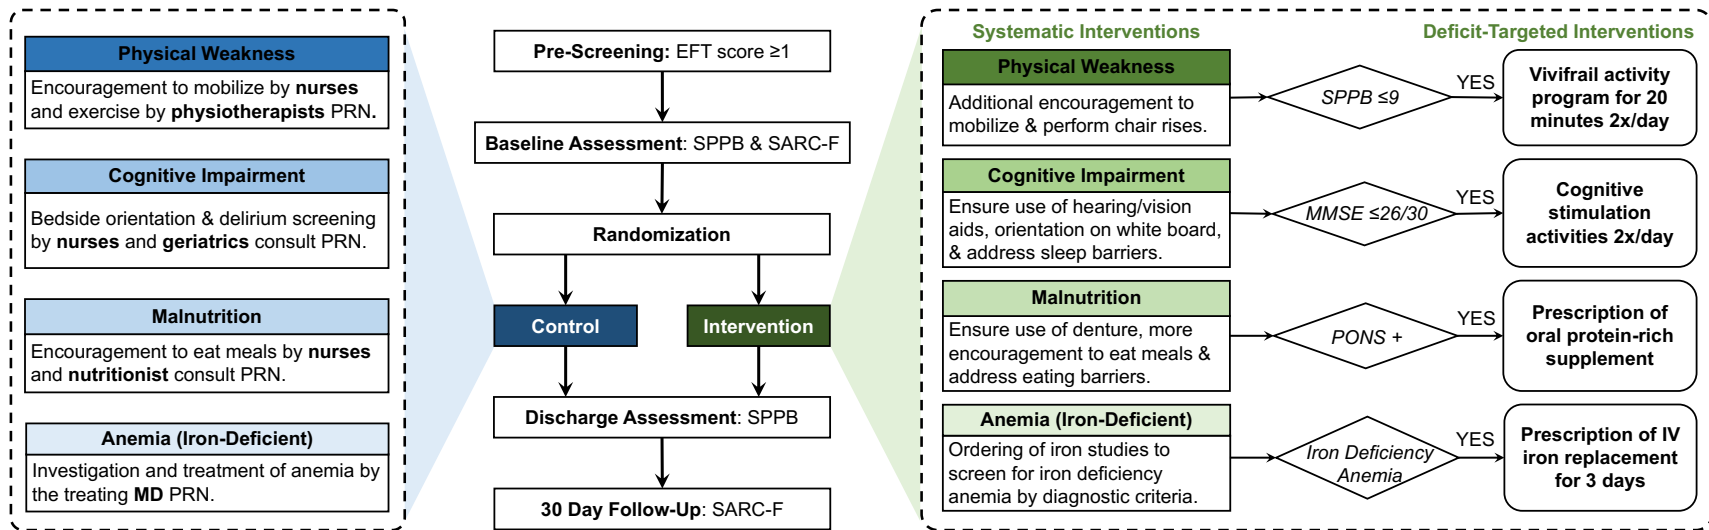 Physical Weakness
Encouragement to mobilize by nurses
and exercise by physiotherapists PRN.
Cognitive Impairment
Bedside orientation & delirium screening
by nurses and geriatrics consult PRN.
Malnutrition
Encouragement to eat meals by nurses
and nutritionist consult PRN.
Anemia (Iron-Deficient)
Investigation and treatment of anemia by
the treating MD PRN.
Pre-Screening: EFT score ≥1
Baseline Assessment: SPPB & SARC-F
Randomization
Control
Intervention
Discharge Assessment: SPPB
30 Day Follow-Up: SARC-F
Systematic Interventions
Deficit-Targeted Interventions
Physical Weakness
Additional encouragement to
mobilize & perform chair rises.
SPPB ≤9
YES
Vivifrail activity
program for 20
minutes 2x/day
Cognitive Impairment
Ensure use of hearing/vision
aids, orientation on white board,
& address sleep barriers.
MMSE ≤26/30
YES
Cognitive
stimulation
activities 2x/day
Malnutrition
Ensure use of denture, more
encouragement to eat meals &
address eating barriers.
PONS +
YES
Prescription of
oral protein-rich
supplement
Anemia (Iron-Deficient)
Ordering of iron studies to
screen for iron deficiency
anemia by diagnostic criteria.
Iron Deficiency
Anemia
YES
Prescription of IV
iron replacement
for 3 days